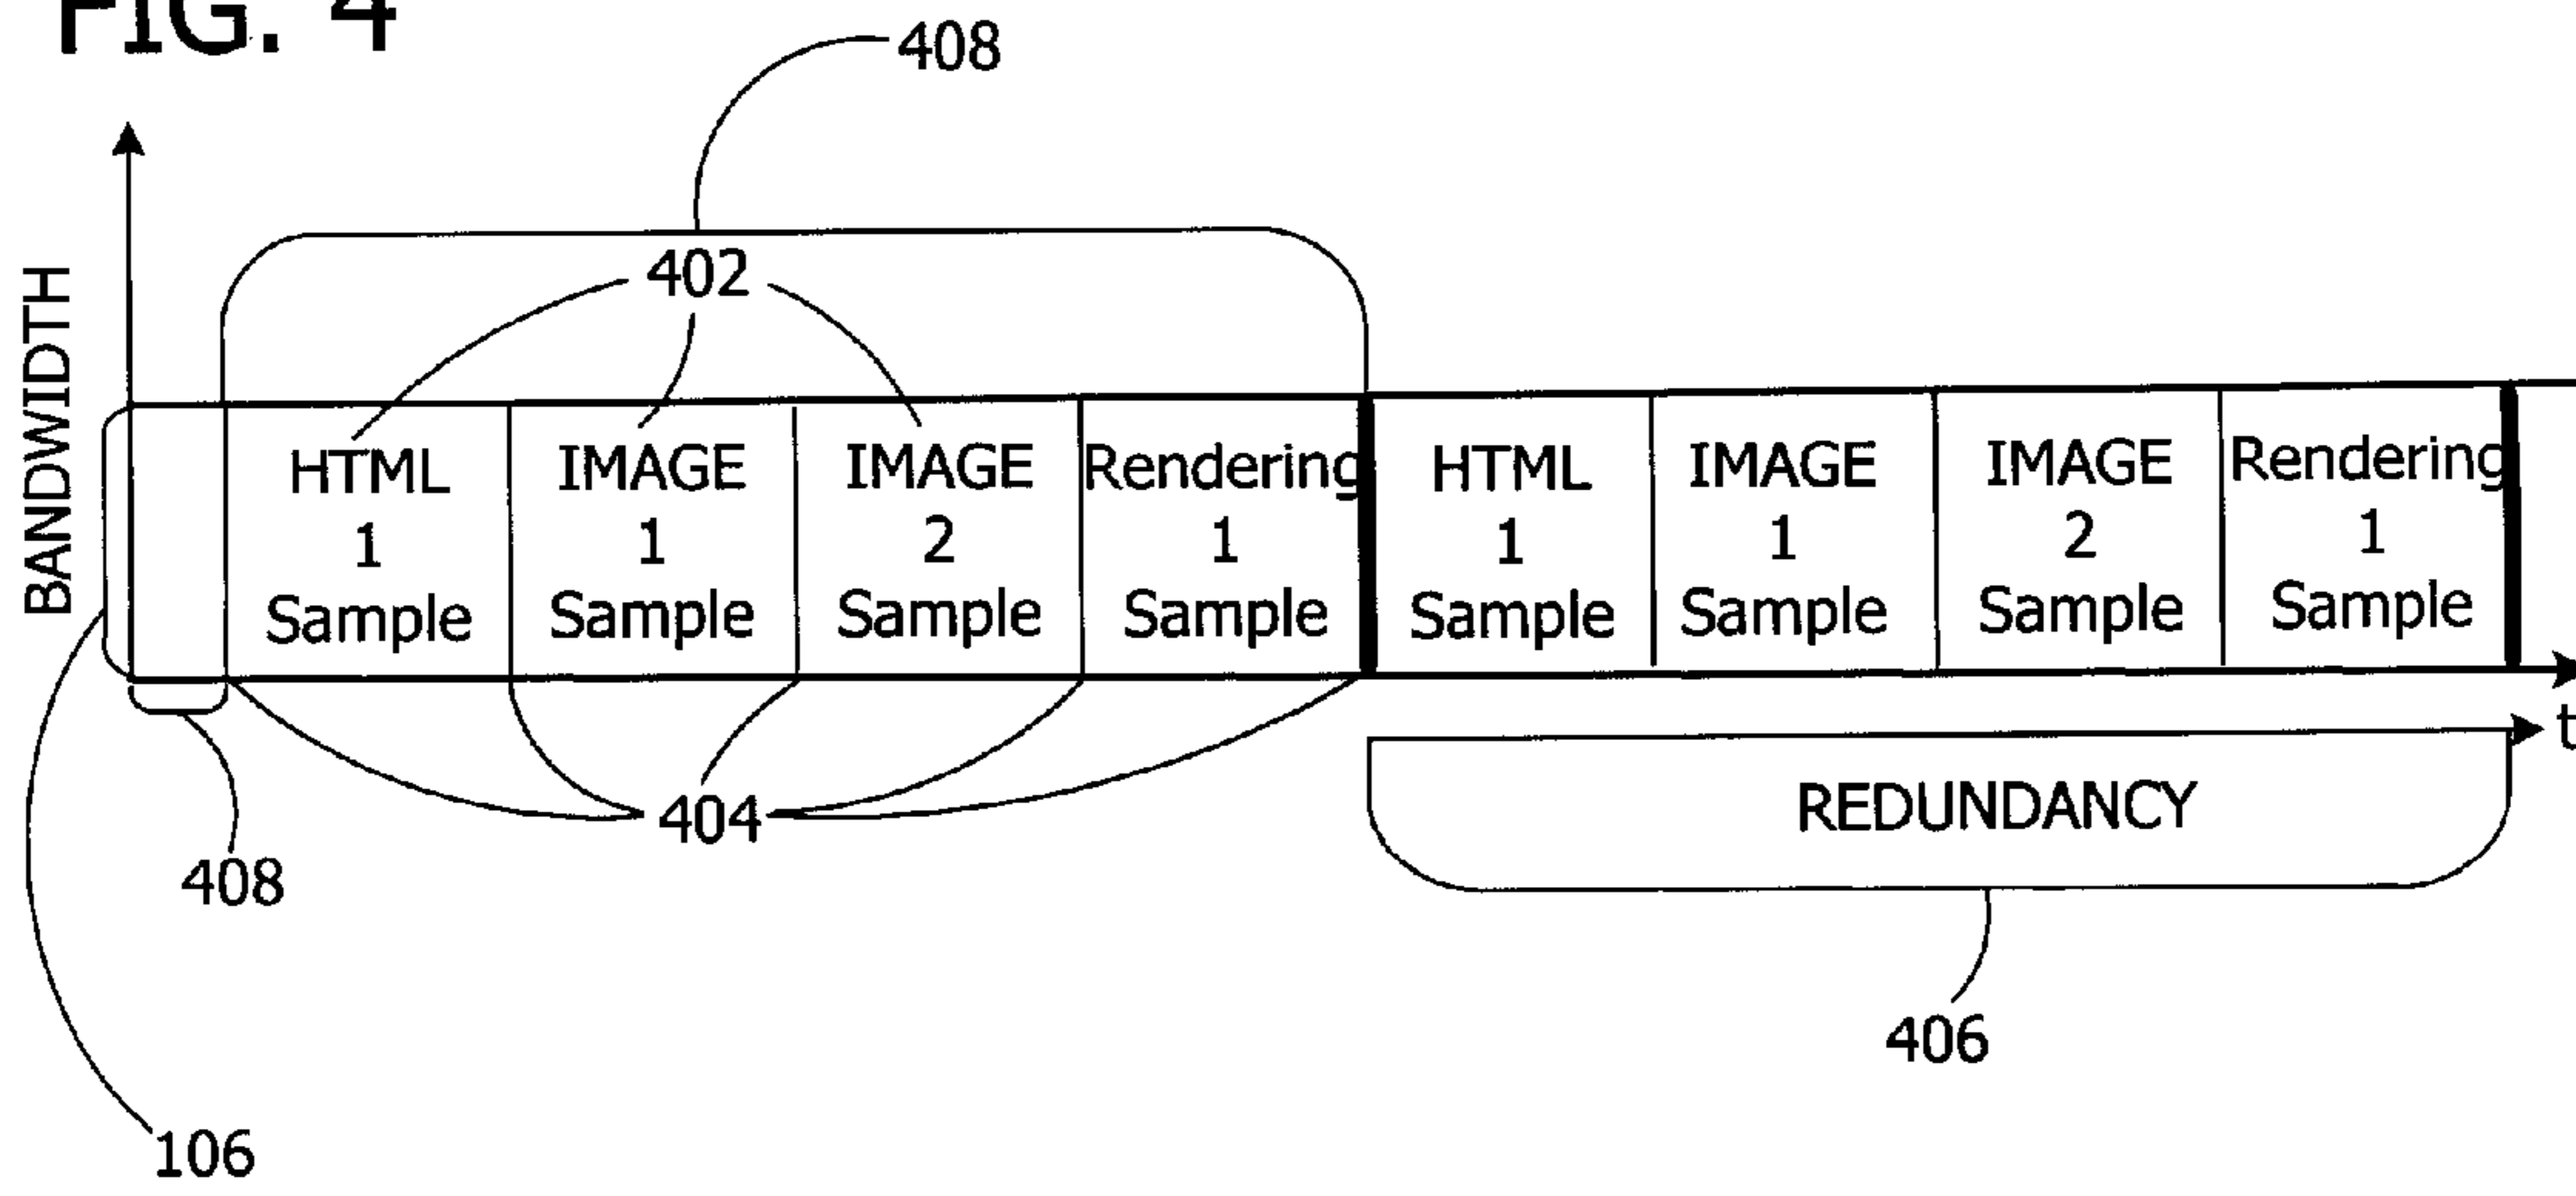 FIG. 4
408
402
BANDWIDTH
HTML
1
Sample
IMAGE
1
Sample
IMAGE
2
Sample
Rendering
1
Sample
HTML
1
Sample
IMAGE
1
Sample
IMAGE
2
Sample
Rendering
1
Sample
t
REDUNDANCY
404
408
406
106